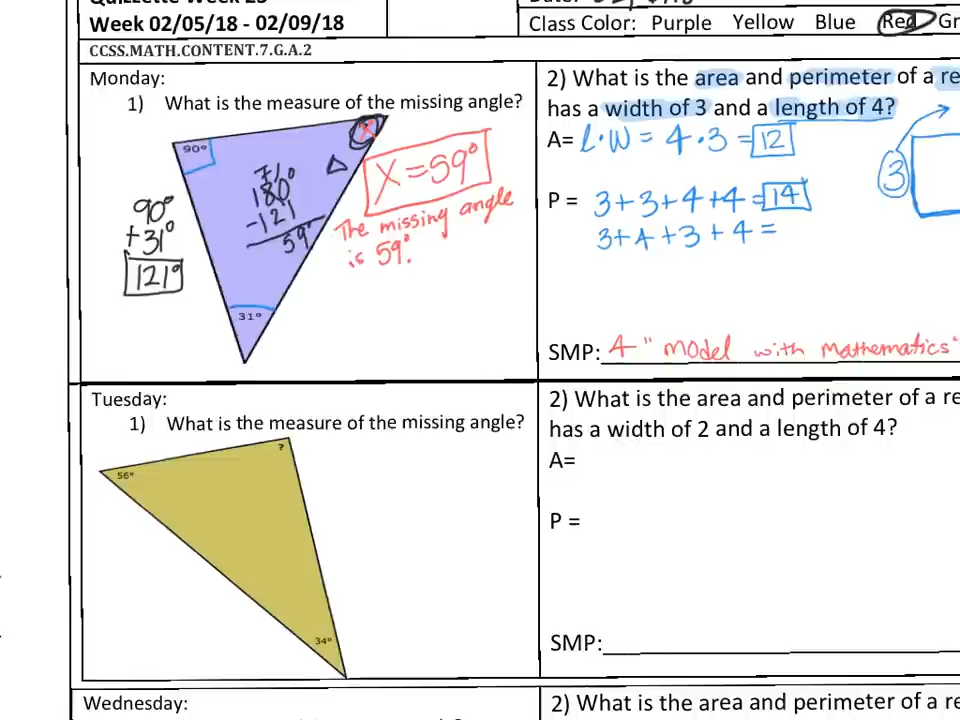 Week 02/05/18 - 02/09/18
Class Color: Purple Yellow Blue Red Gr
CCSS.MATH.CONTENT.7.G.A.2
Monday:
1) What is the measure of the missing angle?
90°
X
31°
90°
+31°
121°
180°
-121
59°
X=59°
The missing angle
is 59°.
2) What is the area and perimeter of a re
has a width of 3 and a length of 4?
A= l·W = 4·3 = 12
3
P = 3+3+4+4=14
3+4+3+4=
SMP: 4 "model with mathematics"
Tuesday:
1) What is the measure of the missing angle?
56°
?
34°
2) What is the area and perimeter of a re
has a width of 2 and a length of 4?
A=
P =
SMP:
Wednesday:
2) What is the area and perimeter of a re